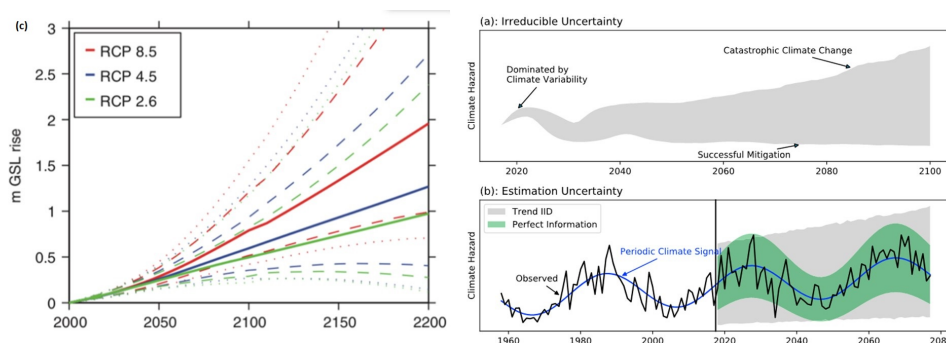 (c)
3
2.5
2
1.5
1
0.5
0
m GSL rise
RCP 8.5
RCP 4.5
RCP 2.6
2000
2050
2100
2150
2200
(a): Irreducible Uncertainty
Climate Hazard
Dominated by
Climate Variability
Catastrophic Climate Change
Successful Mitigation
2020
2040
2060
2080
2100
(b): Estimation Uncertainty
Climate Hazard
Trend IID
Perfect Information
Periodic Climate Signal
Observed
1960
1980
2000
2020
2040
2060